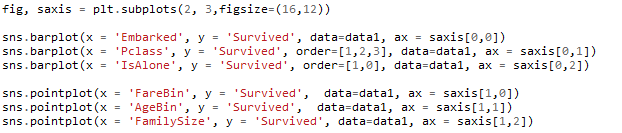 fig, saxis = plt.subplots(2, 3,figsize=(16,12))
sns.barplot(x = 'Embarked', y = 'Survived', data=data1, ax = saxis[0,0])
sns.barplot(x = 'Pclass', y = 'Survived', order=[1,2,3], data=data1, ax = saxis[0,1])
sns.barplot(x = 'IsAlone', y = 'Survived', order=[1,0], data=data1, ax = saxis[0,2])
sns.pointplot(x = 'FareBin', y = 'Survived',  data=data1, ax = saxis[1,0])
sns.pointplot(x = 'AgeBin', y = 'Survived',  data=data1, ax = saxis[1,1])
sns.pointplot(x = 'FamilySize', y = 'Survived', data=data1, ax = saxis[1,2])